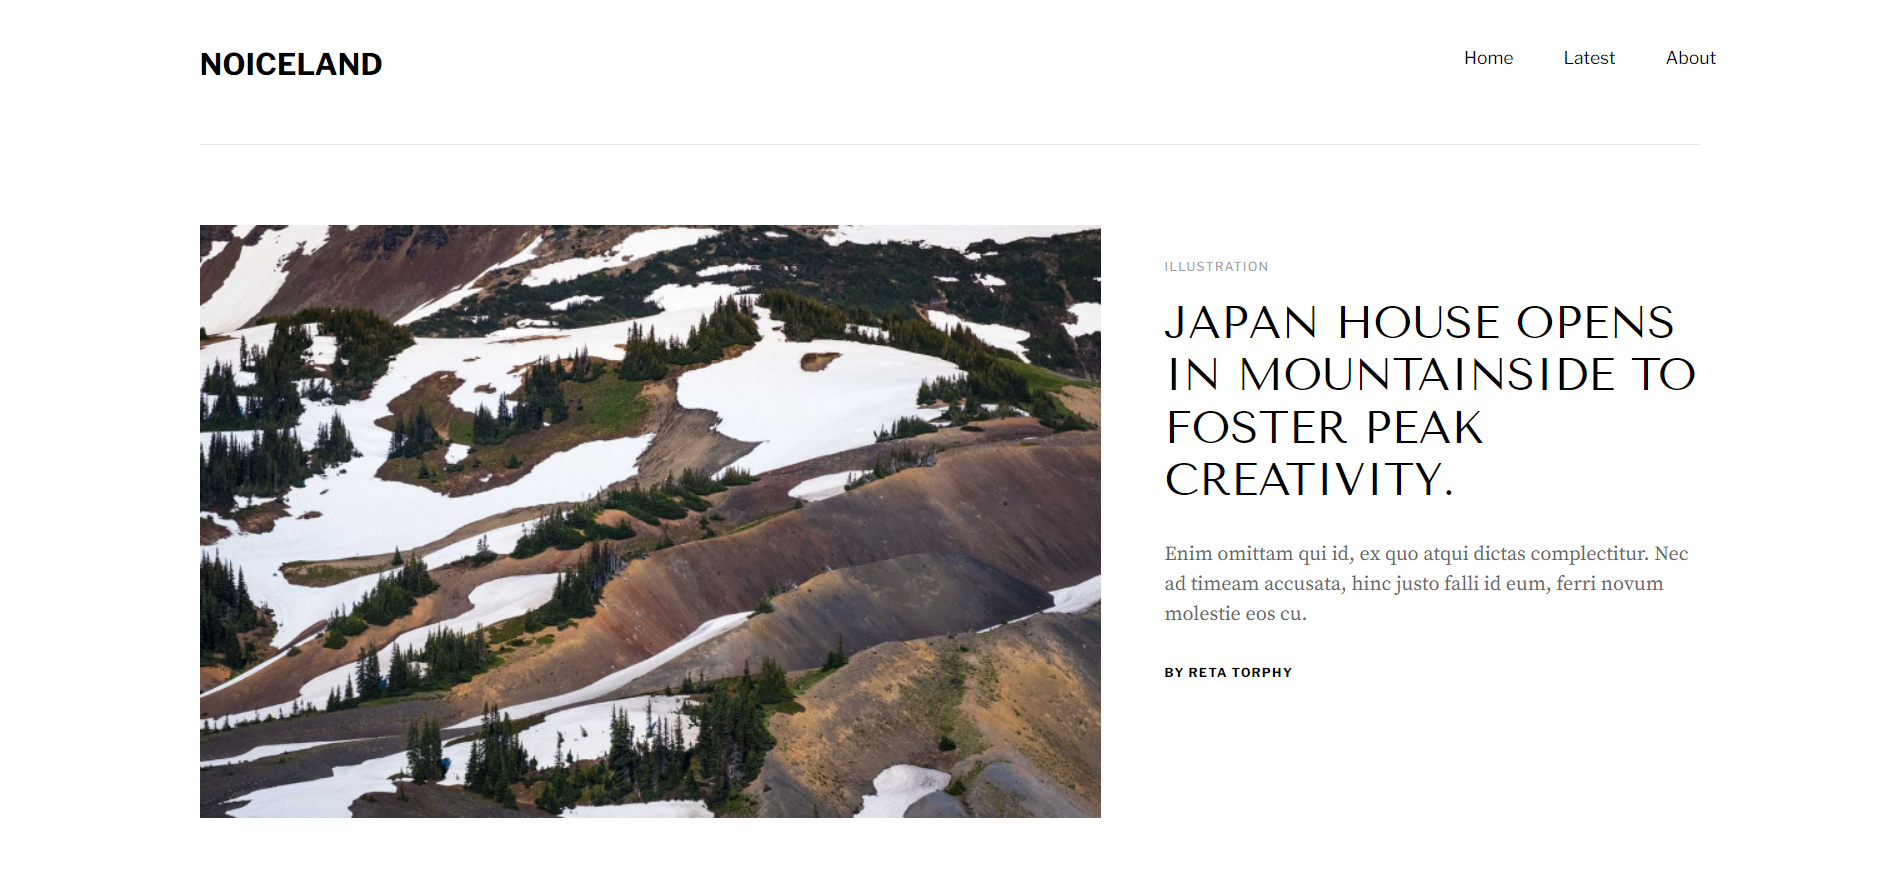 NOICELAND
Home Latest About
ILLUSTRATION
JAPAN HOUSE OPENS
IN MOUNTAINSIDE TO
FOSTER PEAK
CREATIVITY.
Enim omittam qui id, ex quo atqui dictas complectitur. Nec
ad timeam accusata, hinc justo falli id eum, ferri novum
molestie eos cu.
BY RETA TORPHY